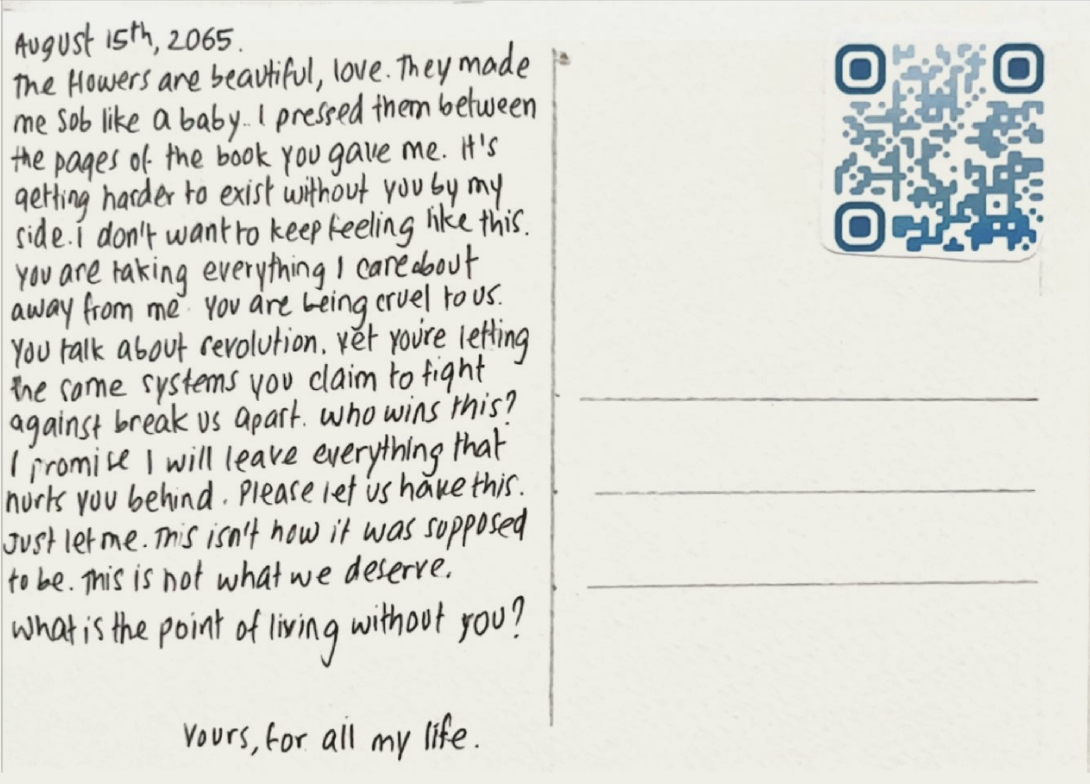 August 15th, 2065.
The flowers are beautiful, love. They made
me sob like a baby.. I pressed them between
the pages of the book you gave me. It's
getting harder to exist without you by my
side. i don't want to keep feeling like this.
you are taking everything I care about
away from me. you are being cruel to us.
you talk about revolution. yet you're letting
the same systems you claim to fight
against break us apart. who wins this?
I promise I will leave everything that
hurts you behind. Please let us have this.
Just let me. This isn't how it was supposed
to be. This is not what we deserve.
what is the point of living without you?
Yours, for all my life.